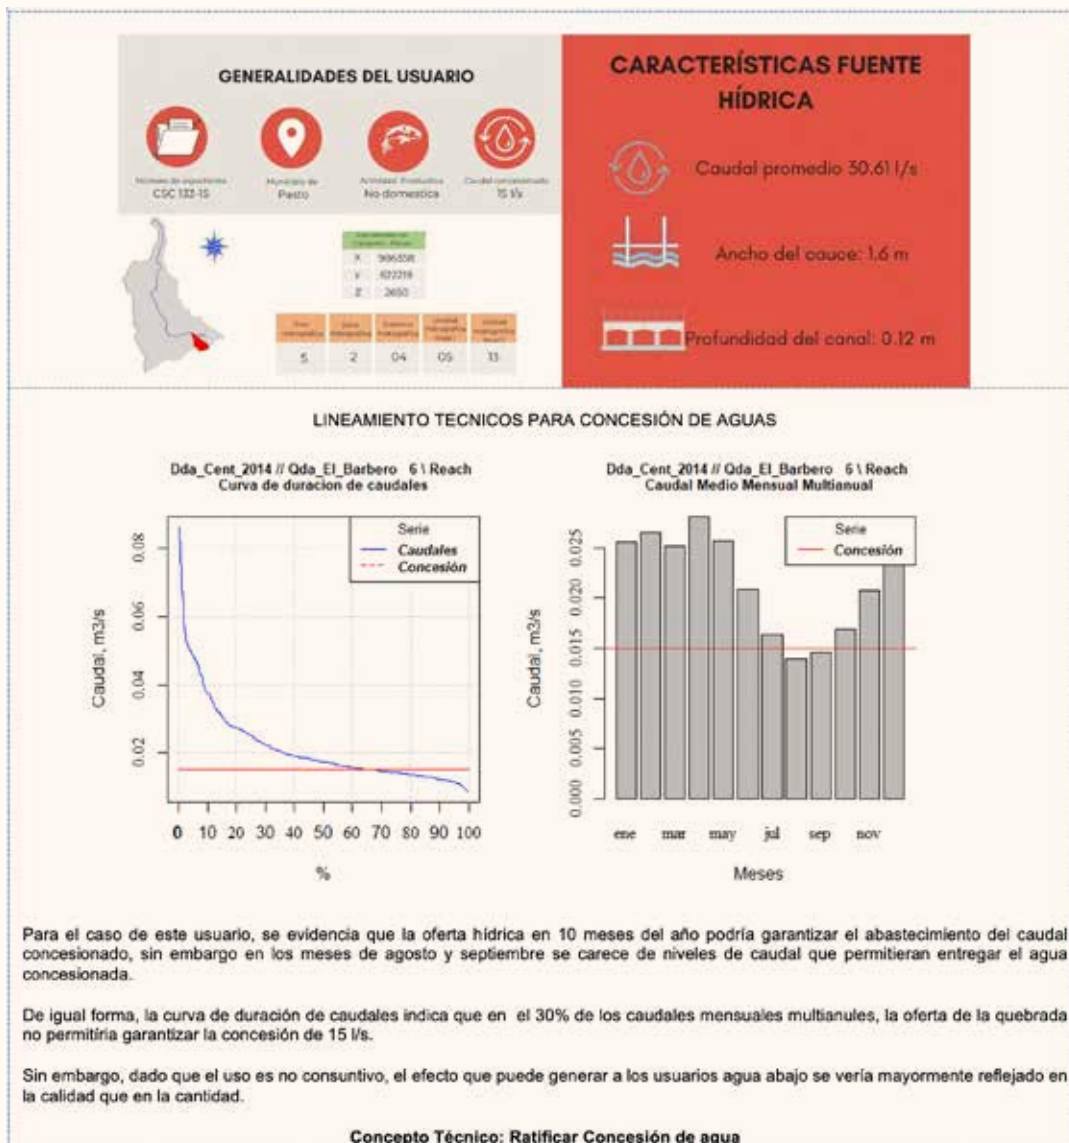 GENERALIDADES DEL USUARIO
CSC 132-15
Municipio de
Pasto
No domestica
Caudal concesionado
15 l/s
CARACTERÍSTICAS FUENTE
HÍDRICA
Caudal promedio 30.61 l/s
Ancho del cauce: 1.6 m
Profundidad del canal: 0.12 m
X
Y
Z 2650
5 2 04 05 13
LINEAMIENTO TECNICOS PARA CONCESIÓN DE AGUAS
Dda_Cent_2014 // Qda_El_Barbero 6 \ Reach
Curva de duracion de caudales
Serie
Caudales
Concesión
Caudal, m3/s
0.08
0.06
0.04
0.02
0 10 20 30 40 50 60 70 80 90 100
%
Dda_Cent_2014 // Qda_El_Barbero 6 \ Reach
Caudal Medio Mensual Multianual
Serie
Concesión
Caudal, m3/s
0.025
0.020
0.015
0.010
0.005
0.000
ene mar may jul sep nov
Meses
Para el caso de este usuario, se evidencia que la oferta hídrica en 10 meses del año podría garantizar el abastecimiento del caudal
concesionado, sin embargo en los meses de agosto y septiembre se carece de niveles de caudal que permitieran entregar el agua
concesionada.
De igual forma, la curva de duración de caudales indica que en el 30% de los caudales mensuales multianules, la oferta de la quebrada
no permitiría garantizar la concesión de 15 l/s.
Sin embargo, dado que el uso es no consuntivo, el efecto que puede generar a los usuarios agua abajo se vería mayormente reflejado en
la calidad que en la cantidad.
Concepto Técnico: Ratificar Concesión de agua